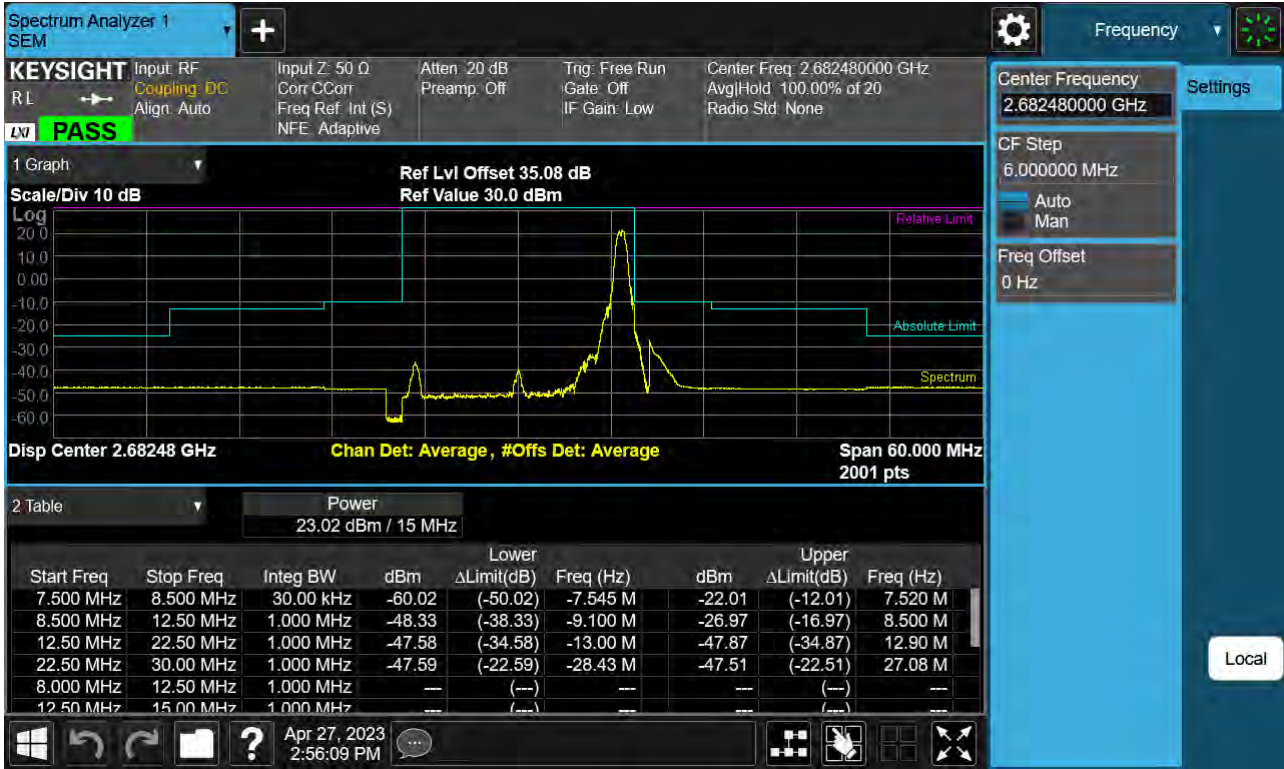 Spectrum Analyzer 1
SEM
Frequency
KEYSIGHT
R L
LXI
PASS
Input: RF
Coupling: DC
Align: Auto
Input Z: 50 Ω
Corr CCorr
Freq Ref: Int (S)
NFE: Adaptive
Atten: 20 dB
Preamp: Off
Trig: Free Run
Gate: Off
IF Gain: Low
Center Freq: 2.682480000 GHz
Avg|Hold: 100.00% of 20
Radio Std: None
Center Frequency
2.682480000 GHz
Settings
CF Step
6.000000 MHz
Auto
Man
Freq Offset
0 Hz
Local
1 Graph
Scale/Div 10 dB
Ref Lvl Offset 35.08 dB
Ref Value 30.0 dBm
Log
20.0
10.0
0.00
-10.0
-20.0
-30.0
-40.0
-50.0
-60.0
Relative Limit
Absolute Limit
Spectrum
Disp Center 2.68248 GHz
Chan Det: Average, #Offs Det: Average
Span 60.000 MHz
2001 pts
2 Table
Power
23.02 dBm / 15 MHz
Lower Upper
Start Freq Stop Freq Integ BW dBm ΔLimit(dB) Freq (Hz) dBm ΔLimit(dB) Freq (Hz)
7.500 MHz 8.500 MHz 30.00 kHz -60.02 (-50.02) -7.545 M -22.01 (-12.01) 7.520 M
8.500 MHz 12.50 MHz 1.000 MHz -48.33 (-38.33) -9.100 M -26.97 (-16.97) 8.500 M
12.50 MHz 22.50 MHz 1.000 MHz -47.58 (-34.58) -13.00 M -47.87 (-34.87) 12.90 M
22.50 MHz 30.00 MHz 1.000 MHz -47.59 (-22.59) -28.43 M -47.51 (-22.51) 27.08 M
8.000 MHz 12.50 MHz 1.000 MHz --- (---) --- --- (---) ---
12.50 MHz 15.00 MHz 1.000 MHz --- (---) --- --- (---) ---
Apr 27, 2023
2:56:09 PM